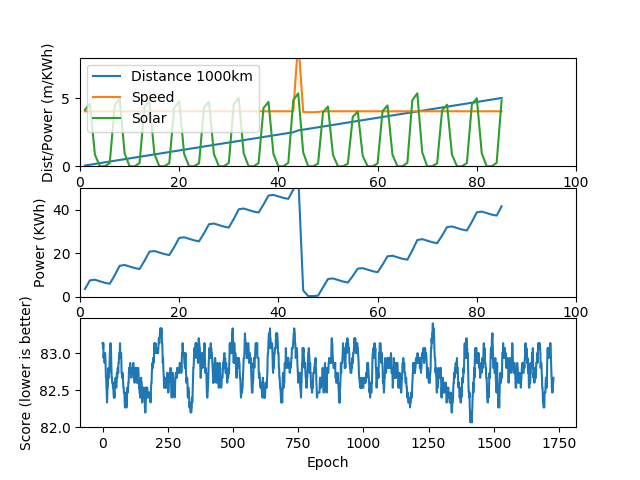 Dist/Power (m/KWh)
5
0
Distance 1000km
Speed
Solar
0 20 40 60 80 100
Power (KWh)
40
20
0
0 20 40 60 80 100
Score (lower is better)
83.0
82.5
82.0
0 250 500 750 1000 1250 1500 1750
Epoch